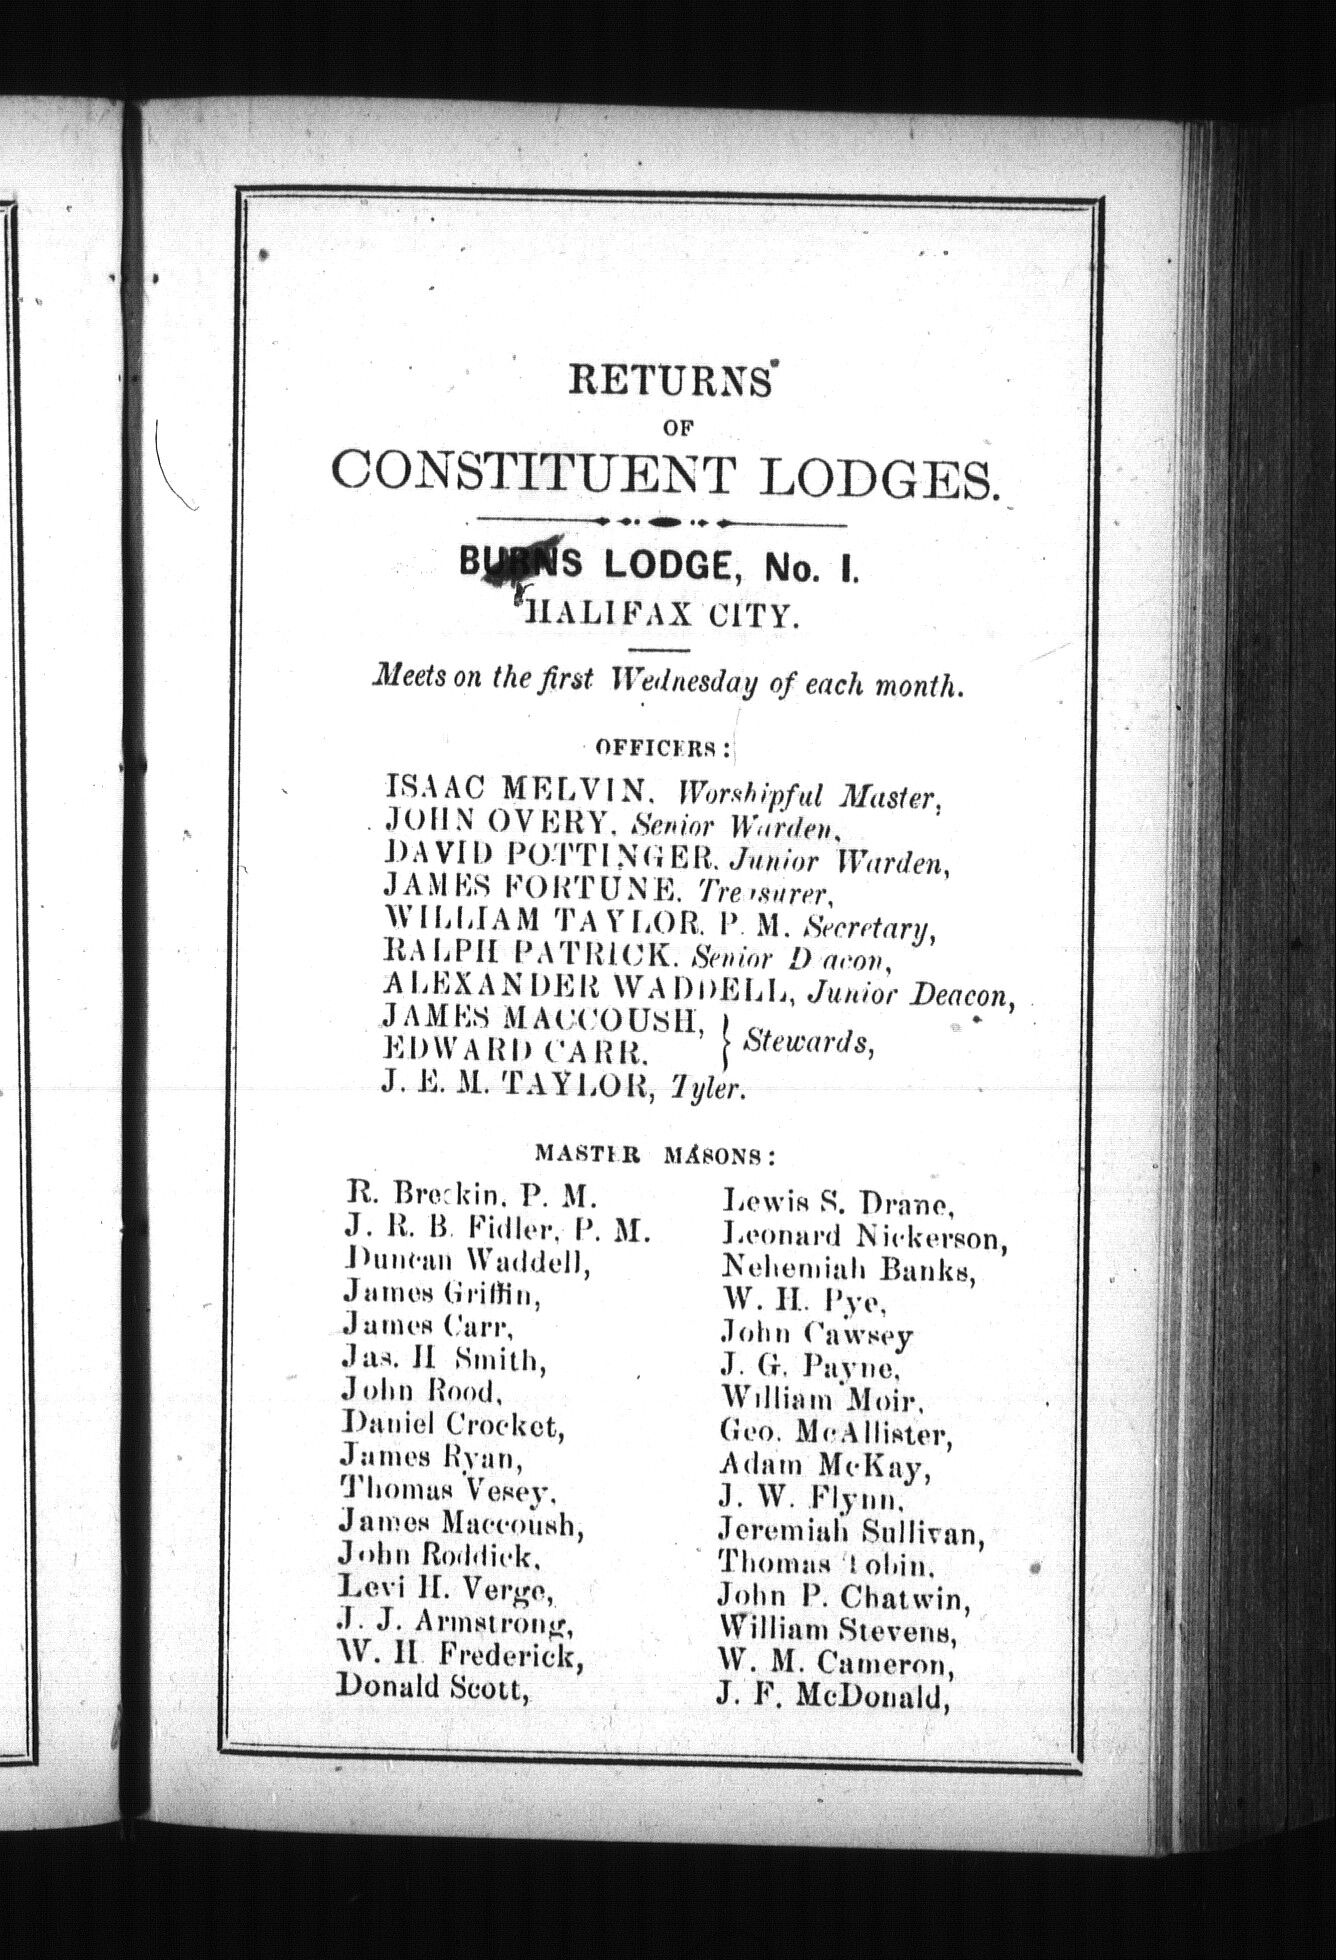 RETURNS
OF
CONSTITUENT LODGES.
BURNS LODGE, No. 1.
HALIFAX CITY.
Meets on the first Wednesday of each month.
OFFICERS:
ISAAC MELVIN, Worshipful Master,
JOHN OVERY, Senior Warden,
DAVID POTTINGER, Junior Warden,
JAMES FORTUNE, Treasurer,
WILLIAM TAYLOR, P. M. Secretary,
RALPH PATRICK, Senior Deacon,
ALEXANDER WADDELL, Junior Deacon,
JAMES MACCOUSH, } Stewards,
EDWARD CARR.
J. E. M. TAYLOR, Tyler.
MASTER MASONS:
R. Breckin, P. M.
J. R. B. Fidler, P. M.
Duncan Waddell,
James Griffin,
James Carr,
Jas. H Smith,
John Rood,
Daniel Crocket,
James Ryan,
Thomas Vesey,
James Maccoush,
John Roddick,
Levi H. Verge,
J. J. Armstrong,
W. H Frederick,
Donald Scott,
Lewis S. Drane,
Leonard Nickerson,
Nehemiah Banks,
W. H. Pye,
John Cawsey
J. G. Payne,
William Moir,
Geo. McAllister,
Adam McKay,
J. W. Flynn,
Jeremiah Sullivan,
Thomas Tobin,
John P. Chatwin,
William Stevens,
W. M. Cameron,
J. F. McDonald,